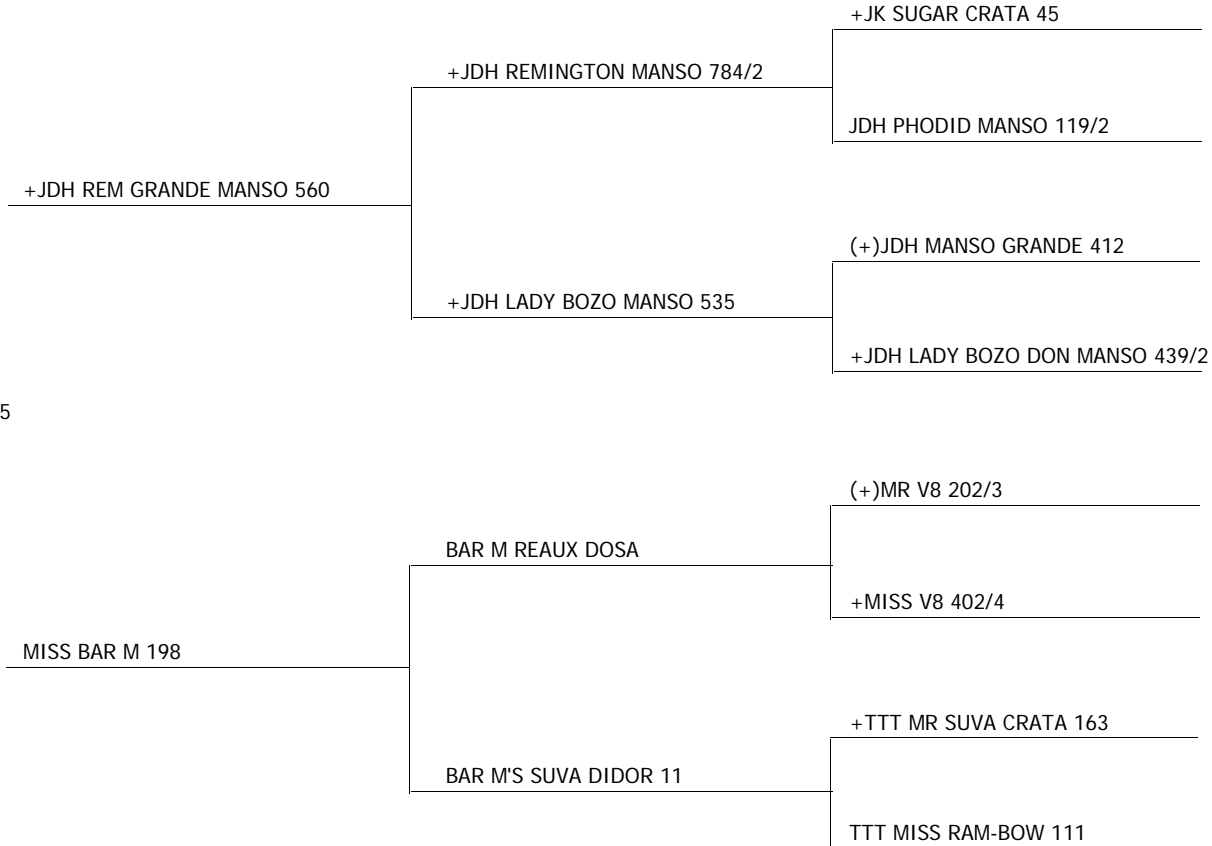 +JK SUGAR CRATA 45
+JDH REMINGTON MANSO 784/2
JDH PHODID MANSO 119/2
+JDH REM GRANDE MANSO 560
(+)JDH MANSO GRANDE 412
+JDH LADY BOZO MANSO 535
+JDH LADY BOZO DON MANSO 439/2
5
(+)MR V8 202/3
BAR M REAUX DOSA
+MISS V8 402/4
MISS BAR M 198
+TTT MR SUVA CRATA 163
BAR M'S SUVA DIDOR 11
TTT MISS RAM-BOW 111